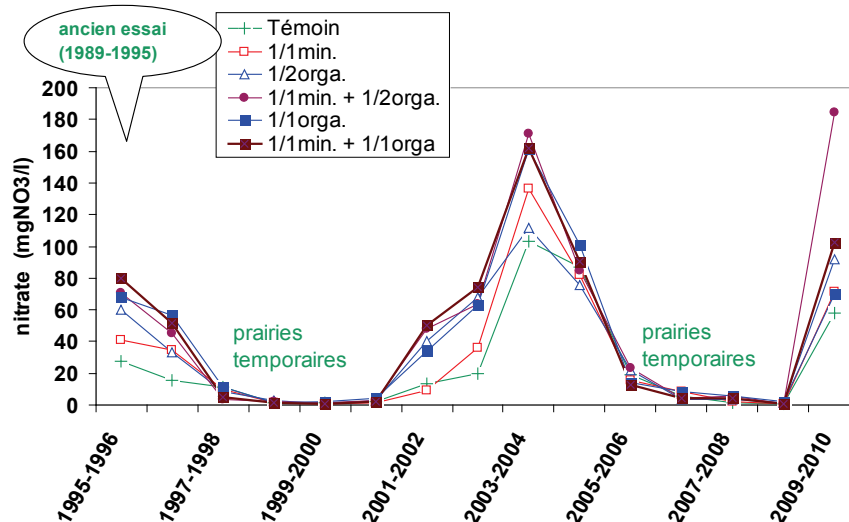 ancien essai
(1989-1995)
Témoin
1/1min.
1/2orga.
1/1min. + 1/2orga.
1/1orga.
1/1min. + 1/1orga
nitrate (mgNO3/l)
200
180
160
140
120
100
80
60
40
20
0
prairies
temporaires
prairies
temporaires
1995-1996
1997-1998
1999-2000
2001-2002
2003-2004
2005-2006
2007-2008
2009-2010